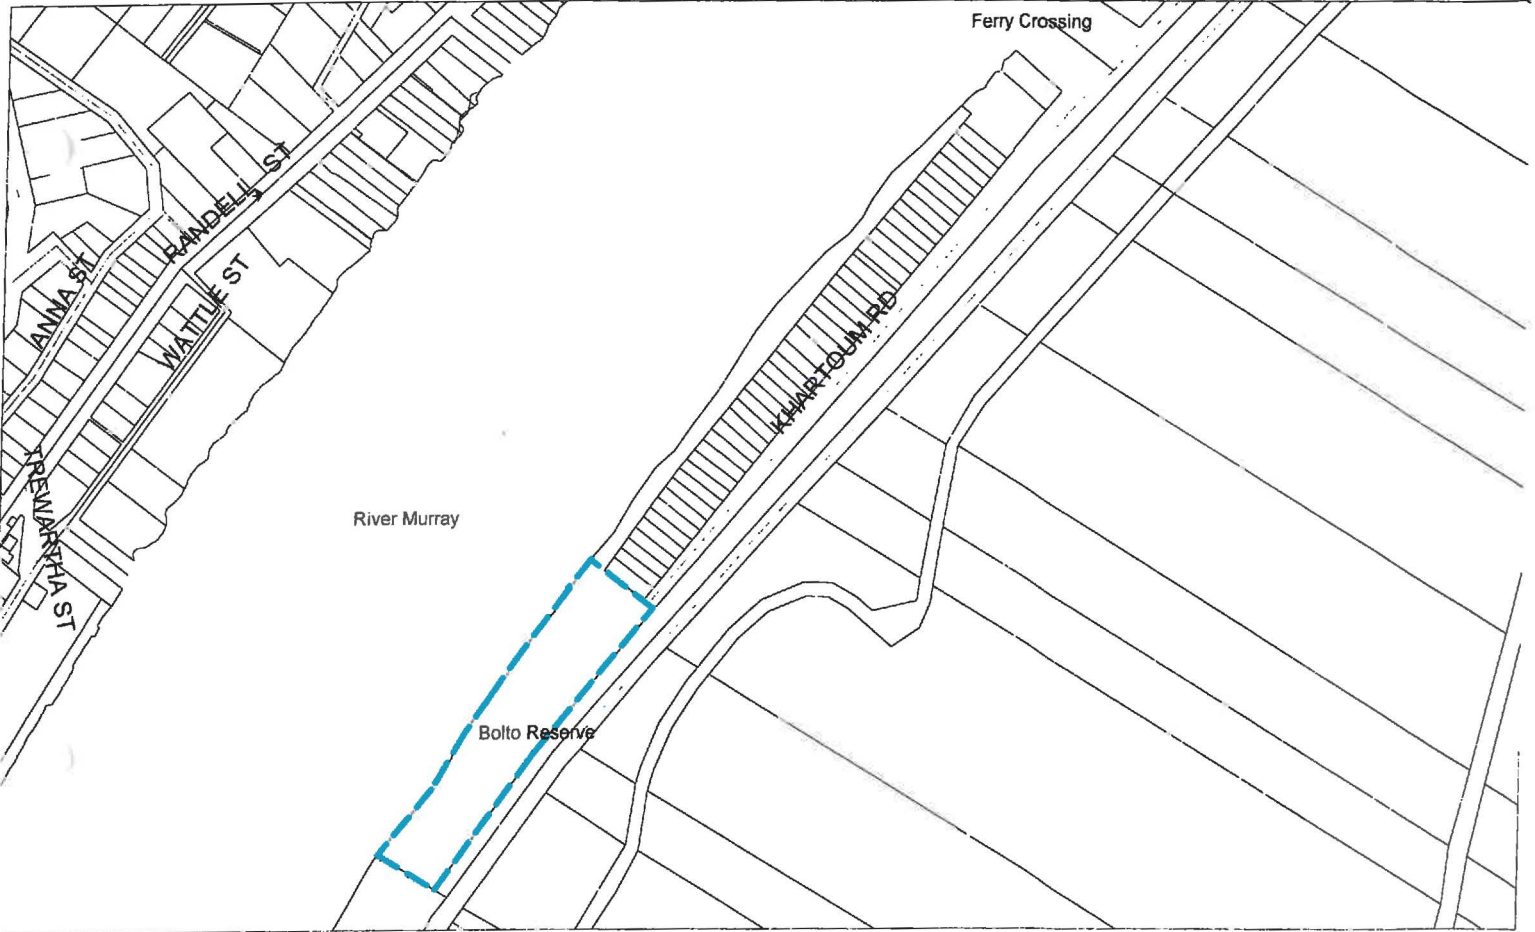 Ferry Crossing
RANDELL ST
ANNA ST
WATTLE ST
KHARTOUM RD
TREWARTHA ST
River Murray
Bolto Reserve